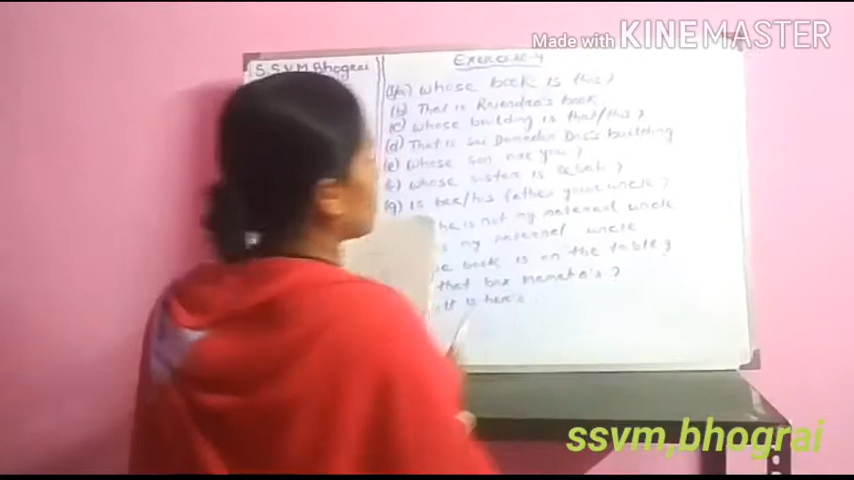 Made with KINEMASTER
S.S.V.M Bhograi
Exercise-4
(a) whose book is this?
(b) That is Rajendra's book
(c) whose building is that/this?
(d) That is Sri Damodar Das's building
(e) whose son are you?
(f) whose sister is
(g) Is her/his father your uncle?
he is not my maternal uncle
my paternal uncle
book is on the table?
that box Mamata's?
It is here's
ssvm,bhograi